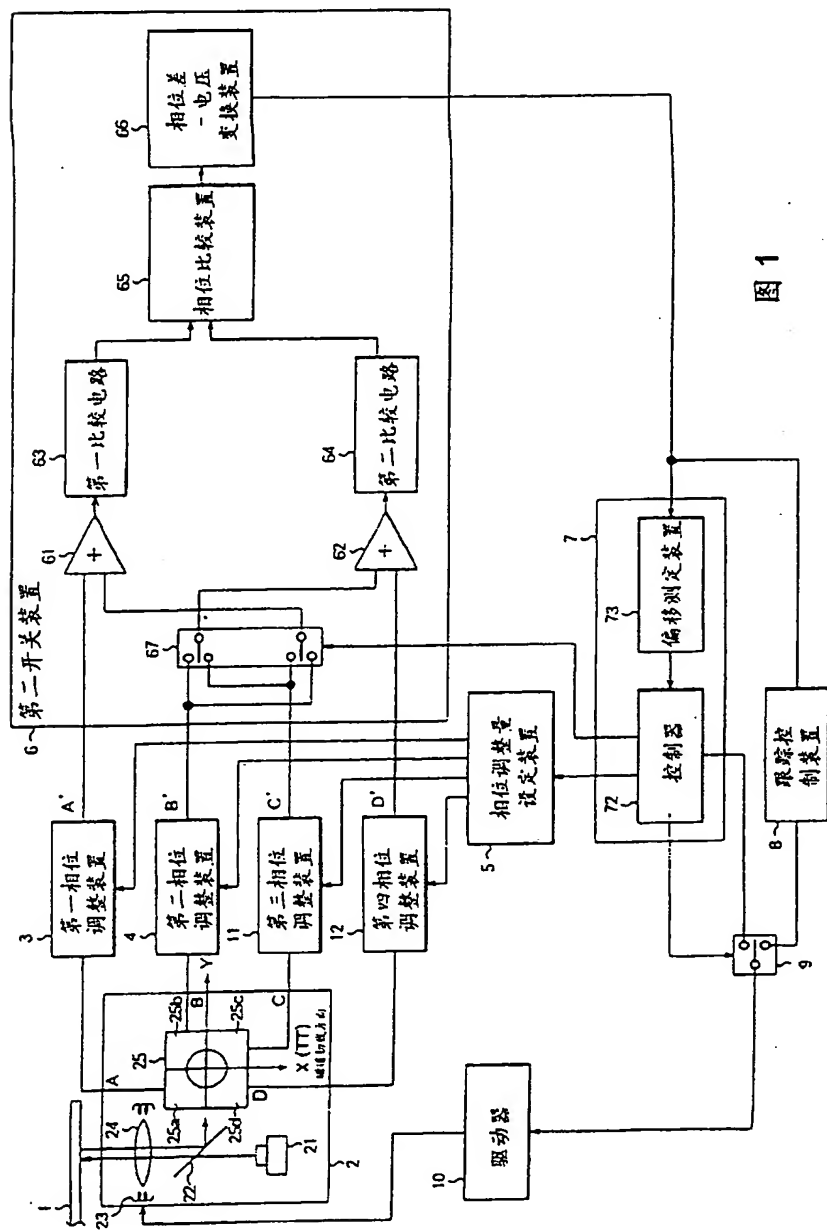 1
23
24
22
21
2
25
25a
25b
25c
25d
A
B
C
D
Y
X (TT)
3
第一相位
调整装置
4
第二相位
调整装置
11
第三相位
调整装置
12
第四相位
调整装置
A'
B'
C'
D'
5
相位调整量
设定装置
6
第二开关装置
67
61
+
62
+
63
第一比较电路
64
第二比较电路
65
相位比较装置
66
相位差
-电压
变换装置
7
72
控制器
73
偏移测定装置
8
跟踪控
制装置
9
10
驱动器
图1